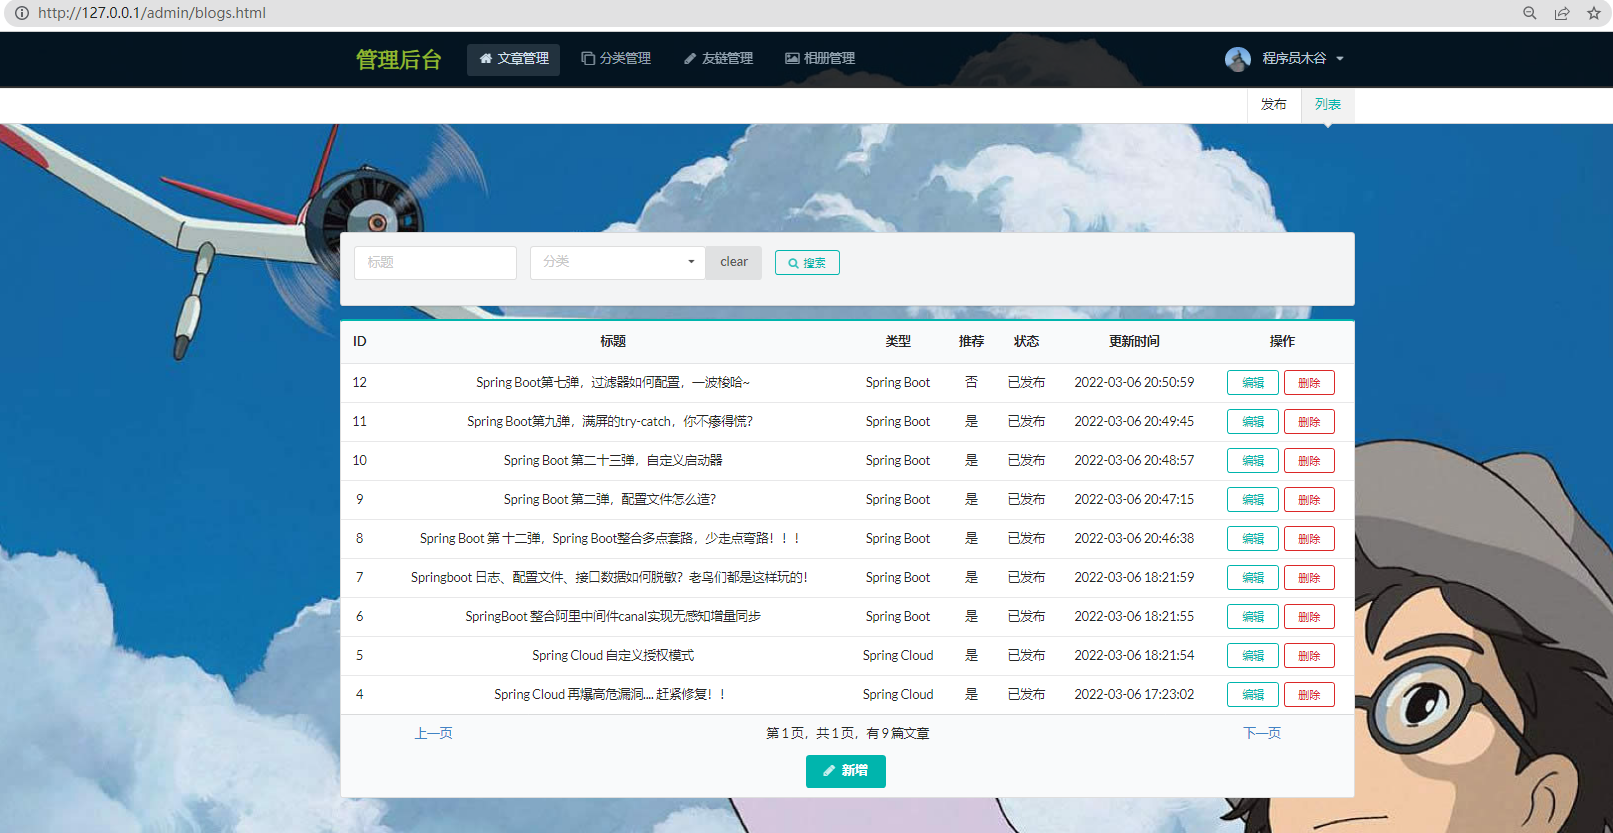 http://127.0.0.1/admin/blogs.html
管理后台 文章管理 分类管理 友链管理 相册管理 程序员木谷
发布 列表
标题 分类 clear 搜索
ID 标题 类型 推荐 状态 更新时间 操作
12 Spring Boot第七弹，过滤器如何配置，一波梭哈~ Spring Boot 否 已发布 2022-03-06 20:50:59 编辑 删除
11 Spring Boot第九弹，满屏的try-catch，你不瘆得慌？ Spring Boot 是 已发布 2022-03-06 20:49:45 编辑 删除
10 Spring Boot 第二十三弹，自定义启动器 Spring Boot 是 已发布 2022-03-06 20:48:57 编辑 删除
9 Spring Boot 第二弹，配置文件怎么造？ Spring Boot 是 已发布 2022-03-06 20:47:15 编辑 删除
8 Spring Boot 第 十二弹，Spring Boot整合多点套路，少走点弯路！！！ Spring Boot 是 已发布 2022-03-06 20:46:38 编辑 删除
7 Springboot 日志、配置文件、接口数据如何脱敏？老鸟们都是这样玩的！ Spring Boot 是 已发布 2022-03-06 18:21:59 编辑 删除
6 SpringBoot 整合阿里中间件canal实现无感知增量同步 Spring Boot 是 已发布 2022-03-06 18:21:55 编辑 删除
5 Spring Cloud 自定义授权模式 Spring Cloud 是 已发布 2022-03-06 18:21:54 编辑 删除
4 Spring Cloud 再爆高危漏洞.... 赶紧修复！！ Spring Cloud 是 已发布 2022-03-06 17:23:02 编辑 删除
上一页 第 1 页，共 1 页，有 9 篇文章 下一页
新增